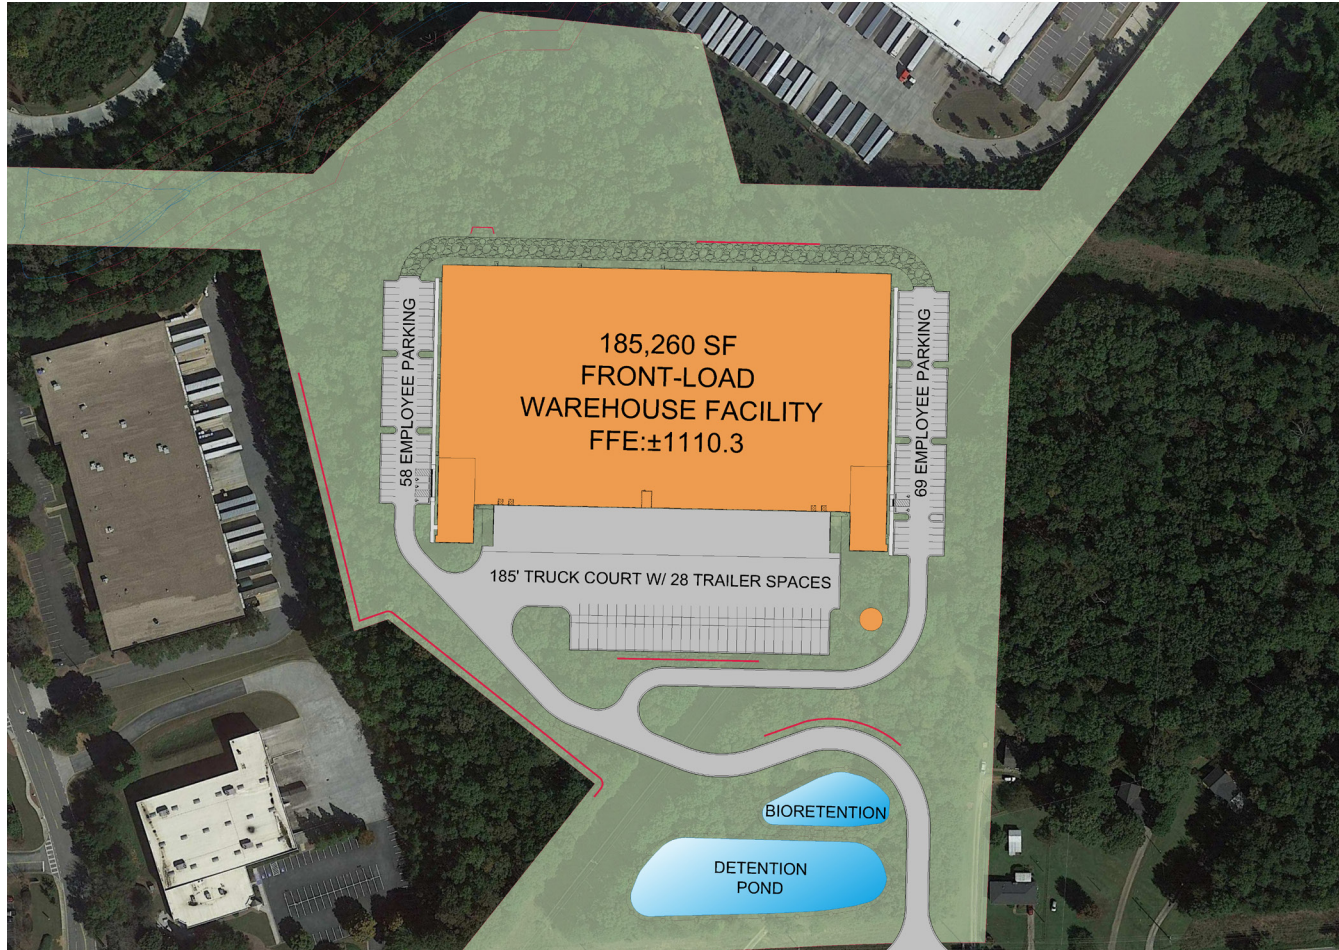 185,260 SF
FRONT-LOAD
WAREHOUSE FACILITY
FFE:±1110.3
58 EMPLOYEE PARKING
69 EMPLOYEE PARKING
185' TRUCK COURT W/ 28 TRAILER SPACES
BIORETENTION
DETENTION
POND